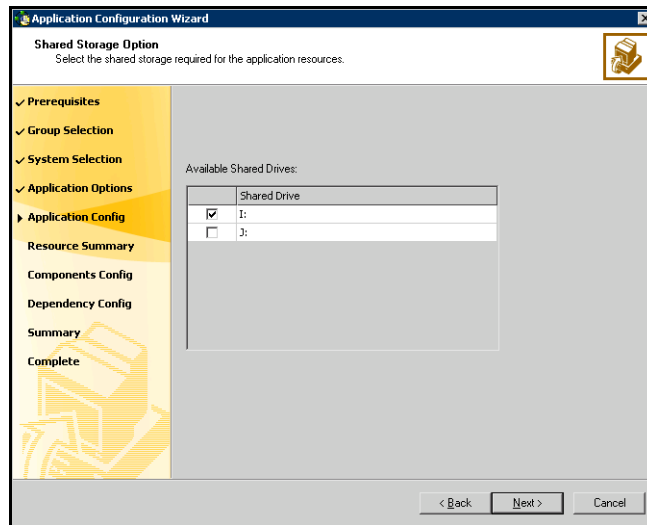 Application Configuration Wizard
Shared Storage Option
Select the shared storage required for the application resources.
Prerequisites
Group Selection
System Selection
Application Options
Application Config
Resource Summary
Components Config
Dependency Config
Summary
Complete
Available Shared Drives:
Shared Drive
I:
J:
< Back
Next >
Cancel